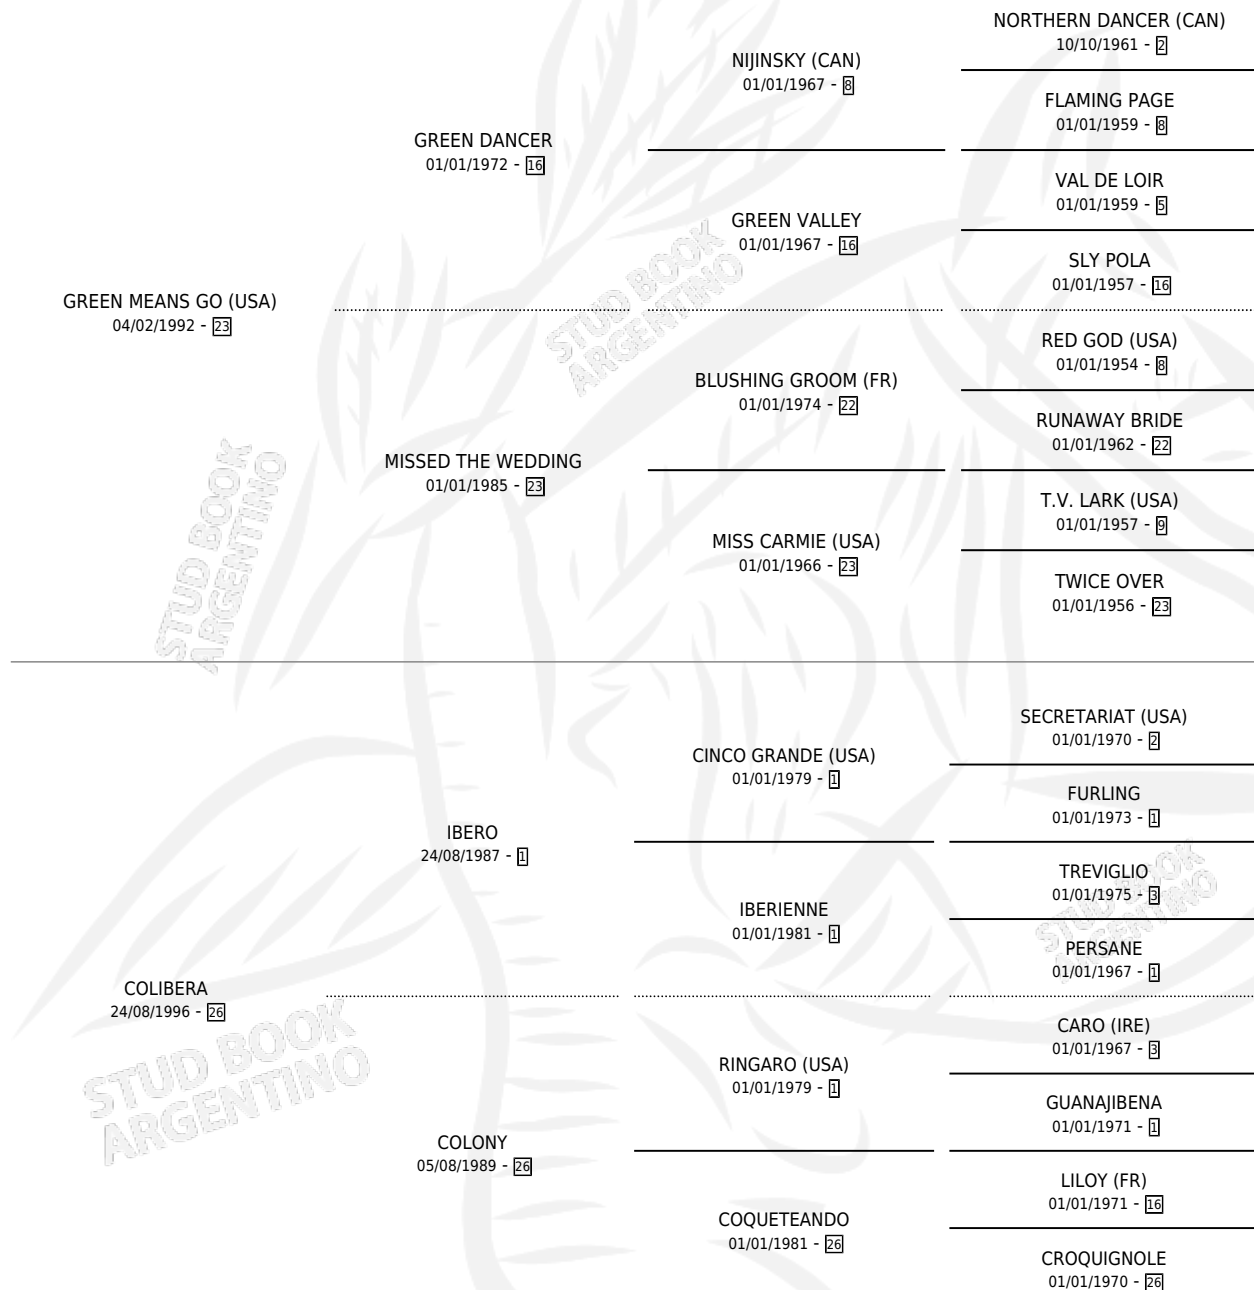 NORTHERN DANCER (CAN)
10/10/1961 - 2
NIJINSKY (CAN)
01/01/1967 - 8
FLAMING PAGE
01/01/1959 - 8
GREEN DANCER
01/01/1972 - 16
VAL DE LOIR
01/01/1959 - 5
GREEN VALLEY
01/01/1967 - 16
SLY POLA
01/01/1957 - 16
GREEN MEANS GO (USA)
04/02/1992 - 23
RED GOD (USA)
01/01/1954 - 8
BLUSHING GROOM (FR)
01/01/1974 - 22
RUNAWAY BRIDE
01/01/1962 - 22
MISSED THE WEDDING
01/01/1985 - 23
T.V. LARK (USA)
01/01/1957 - 9
MISS CARMIE (USA)
01/01/1966 - 23
TWICE OVER
01/01/1956 - 23
SECRETARIAT (USA)
01/01/1970 - 2
CINCO GRANDE (USA)
01/01/1979 - 1
FURLING
01/01/1973 - 1
IBERO
24/08/1987 - 1
TREVIGLIO
01/01/1975 - 3
IBERIENNE
01/01/1981 - 1
PERSANE
01/01/1967 - 1
COLIBERA
24/08/1996 - 26
CARO (IRE)
01/01/1967 - 3
RINGARO (USA)
01/01/1979 - 1
GUANAJIBENA
01/01/1971 - 1
COLONY
05/08/1989 - 26
LILOY (FR)
01/01/1971 - 16
COQUETEANDO
01/01/1981 - 26
CROQUIGNOLE
01/01/1970 - 26
STUD BOOK
ARGENTINO
STUD BOOK
ARGENTINO
STUD BOOK
ARGENTINO
STUD BOOK
ARGENTINO